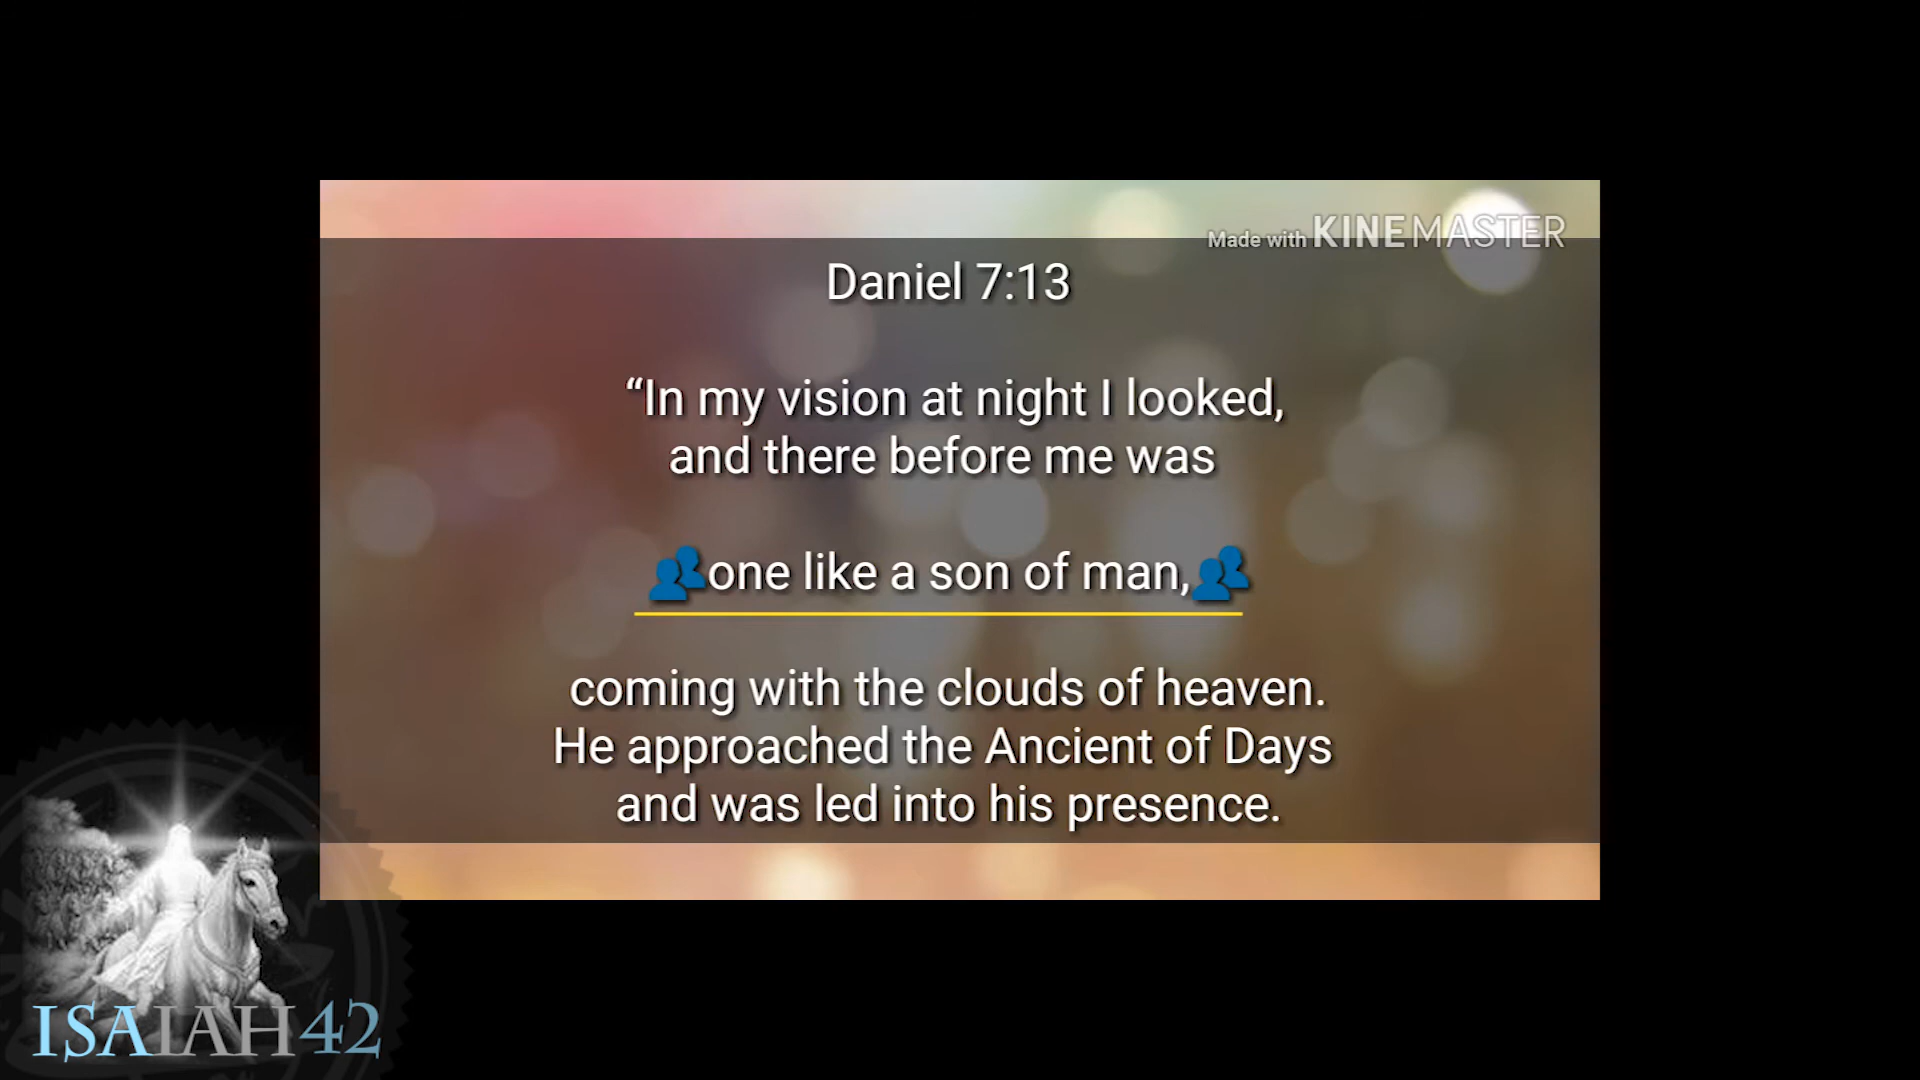 Made with KINEMASTER
Daniel 7:13
“In my vision at night I looked,
and there before me was
👥one like a son of man,👥
coming with the clouds of heaven.
He approached the Ancient of Days
and was led into his presence.
ISAIAH 42